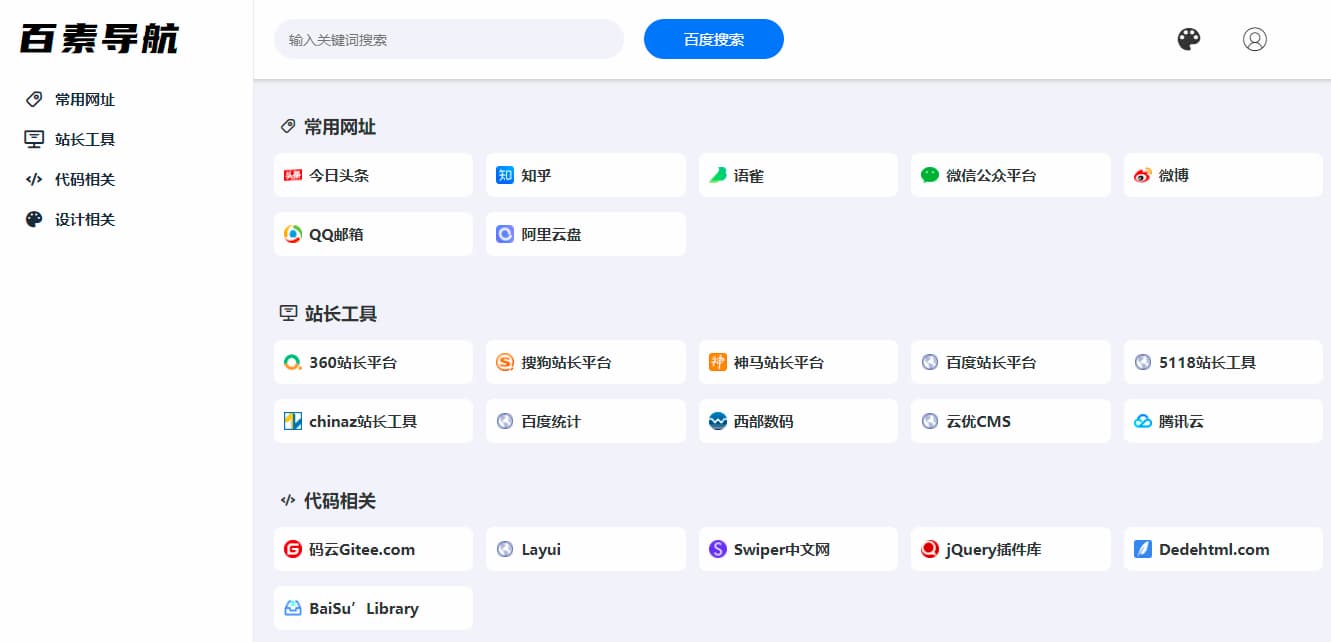 百素导航
输入关键词搜索
百度搜索
常用网址
站长工具
代码相关
设计相关
常用网址
今日头条
知乎
语雀
微信公众平台
微博
QQ邮箱
阿里云盘
站长工具
360站长平台
搜狗站长平台
神马站长平台
百度站长平台
5118站长工具
chinaz站长工具
百度统计
西部数码
云优CMS
腾讯云
代码相关
码云Gitee.com
Layui
Swiper中文网
jQuery插件库
Dedehtml.com
BaiSu’Library